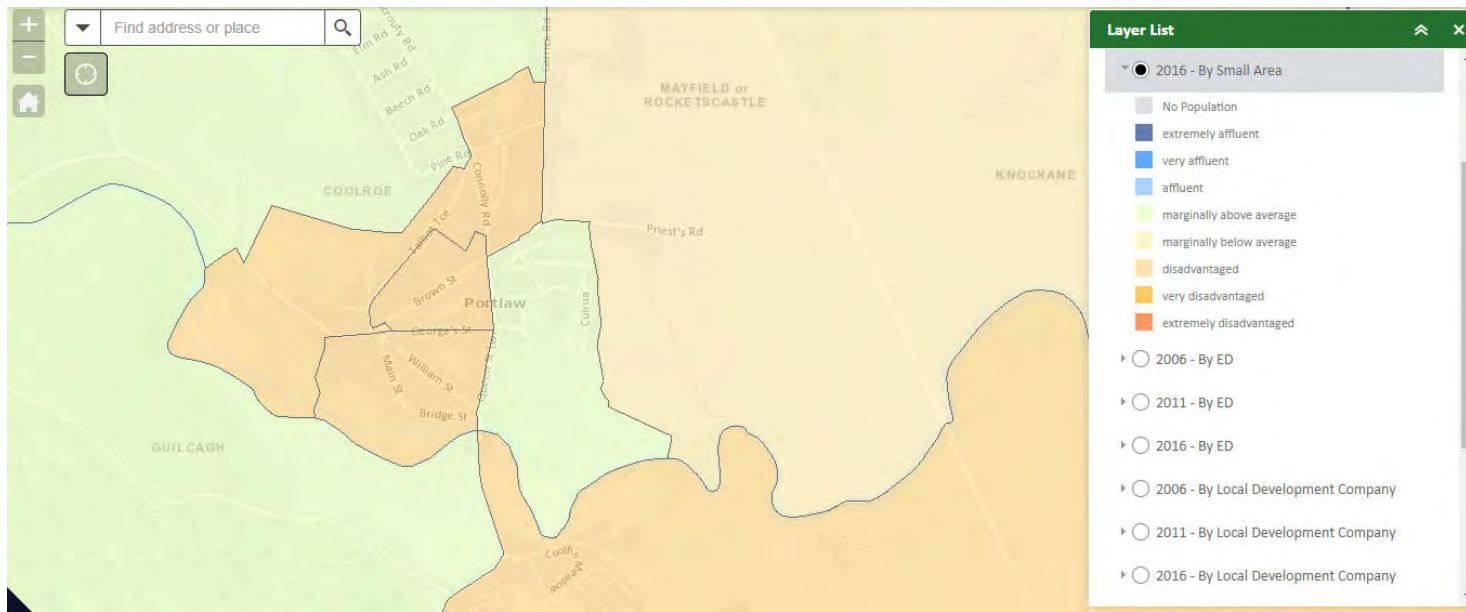 +
Find address or place
−
Elm Rd
Ash Rd
Beech Rd
Oak Rd
Pine Rd
Carrick Rd
MAYFIELD or
ROCKETSCASTLE
KNOCKANE
COOLROE
Connolly Rd
Talbot Tce
Priest's Rd
Brown St
Portlaw
George's St
Main St
William St
Bridge St
GUILCAGH
Coolfin
Meadow
Layer List
2016 - By Small Area
No Population
extremely affluent
very affluent
affluent
marginally above average
marginally below average
disadvantaged
very disadvantaged
extremely disadvantaged
2006 - By ED
2011 - By ED
2016 - By ED
2006 - By Local Development Company
2011 - By Local Development Company
2016 - By Local Development Company